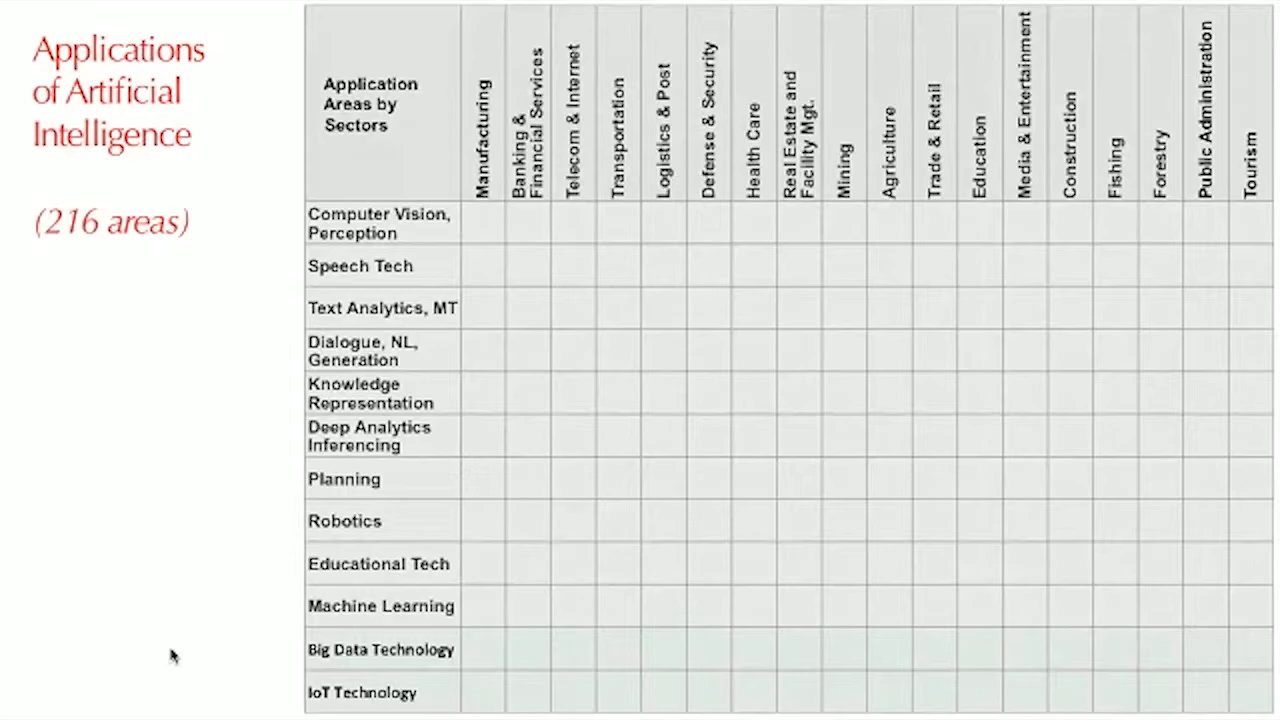 Applications
of Artificial
Intelligence
(216 areas)
Application
Areas by
Sectors
Manufacturing
Banking &
Financial Services
Telecom & Internet
Transportation
Logistics & Post
Defense & Security
Health Care
Real Estate and
Facility Mgt.
Mining
Agriculture
Trade & Retail
Education
Media & Entertainment
Construction
Fishing
Forestry
Public Administration
Tourism
Computer Vision,
Perception
Speech Tech
Text Analytics, MT
Dialogue, NL,
Generation
Knowledge
Representation
Deep Analytics
Inferencing
Planning
Robotics
Educational Tech
Machine Learning
Big Data Technology
IoT Technology